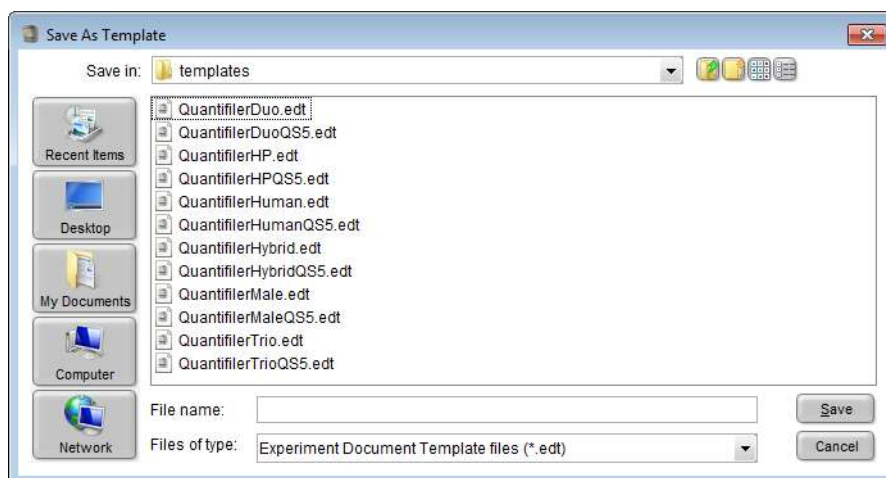 Save As Template
Save in: templates
Recent Items
Desktop
My Documents
Computer
Network
QuantifilerDuo.edt
QuantifilerDuoQS5.edt
QuantifilerHP.edt
QuantifilerHPQS5.edt
QuantifilerHuman.edt
QuantifilerHumanQS5.edt
QuantifilerHybrid.edt
QuantifilerHybridQS5.edt
QuantifilerMale.edt
QuantifilerMaleQS5.edt
QuantifilerTrio.edt
QuantifilerTrioQS5.edt
File name:
Save
Files of type: Experiment Document Template files (*.edt)
Cancel